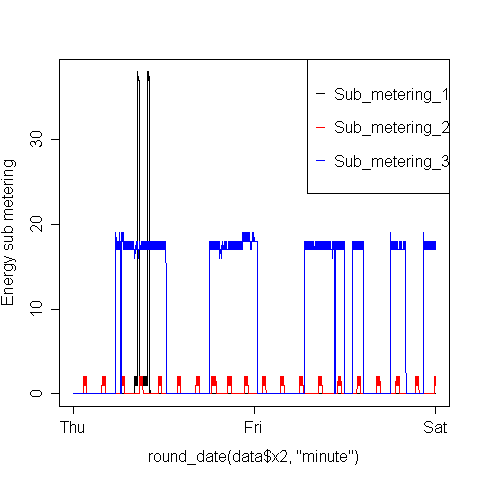 Sub_metering_1
Sub_metering_2
Sub_metering_3
Energy sub metering
30
20
10
0
Thu
Fri
Sat
round_date(data$x2, "minute")